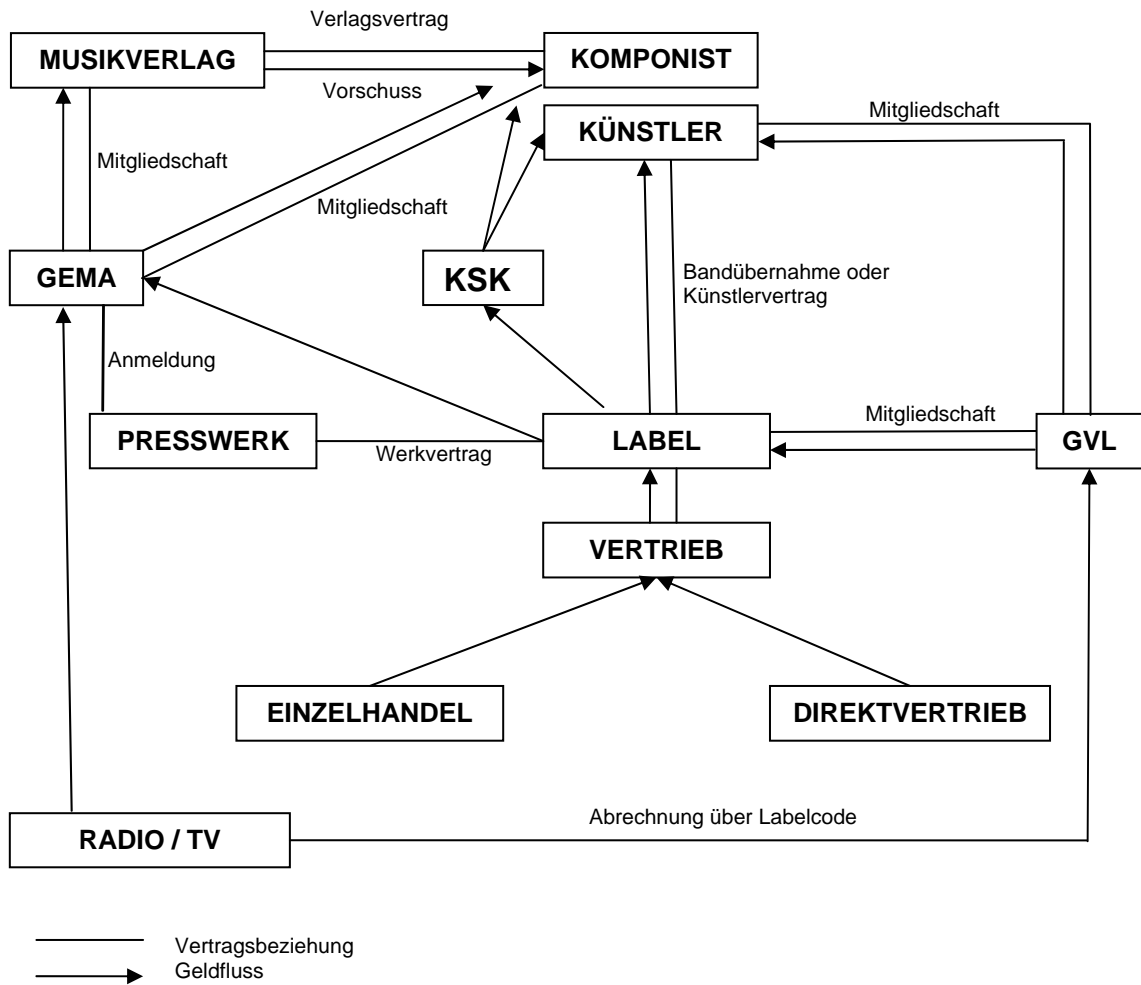 Verlagsvertrag
MUSIKVERLAG
KOMPONIST
Vorschuss
KÜNSTLER
Mitgliedschaft
Mitgliedschaft
Mitgliedschaft
GEMA
KSK
Bandübernahme oder
Künstlervertrag
Anmeldung
PRESSWERK
Werkvertrag
LABEL
Mitgliedschaft
GVL
VERTRIEB
EINZELHANDEL
DIREKTVERTRIEB
RADIO / TV
Abrechnung über Labelcode
Vertragsbeziehung
Geldfluss